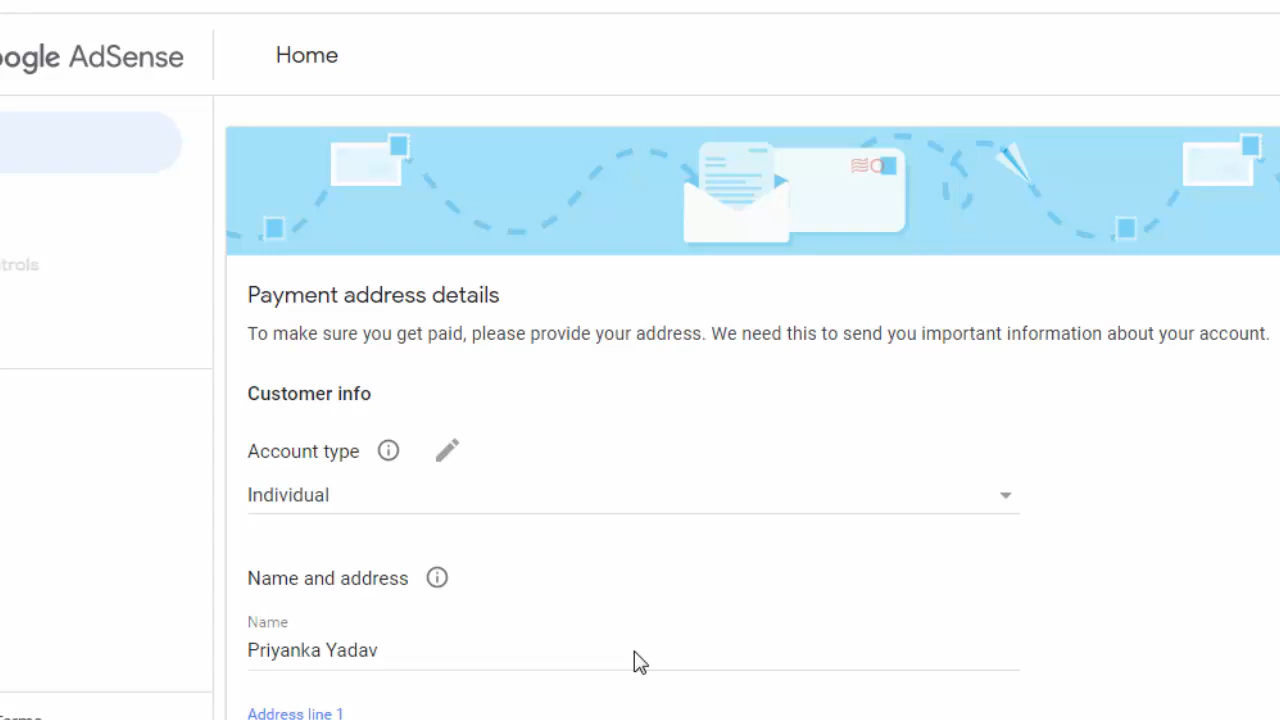 oogle AdSense
Home
trols
Payment address details
To make sure you get paid, please provide your address. We need this to send you important information about your account.
Customer info
Account type
Individual
Name and address
Name
Priyanka Yadav
Address line 1